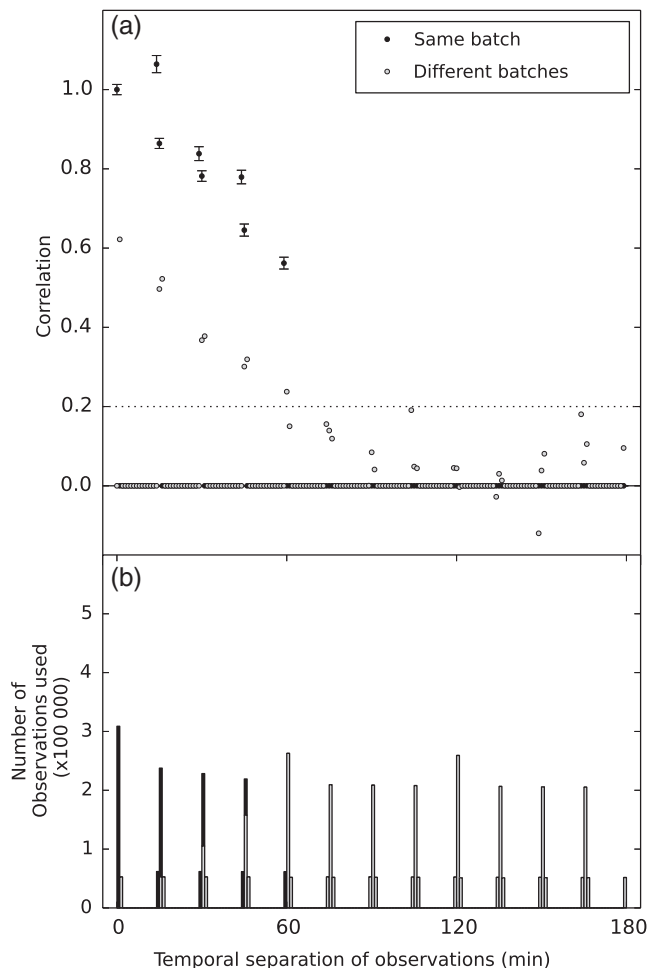 (a)
Same batch
Different batches
1.0
0.8
0.6
0.4
0.2
0.0
Correlation
(b)
5
4
3
2
1
0
Number of
Observations used
(x100 000)
0 60 120 180
Temporal separation of observations (min)